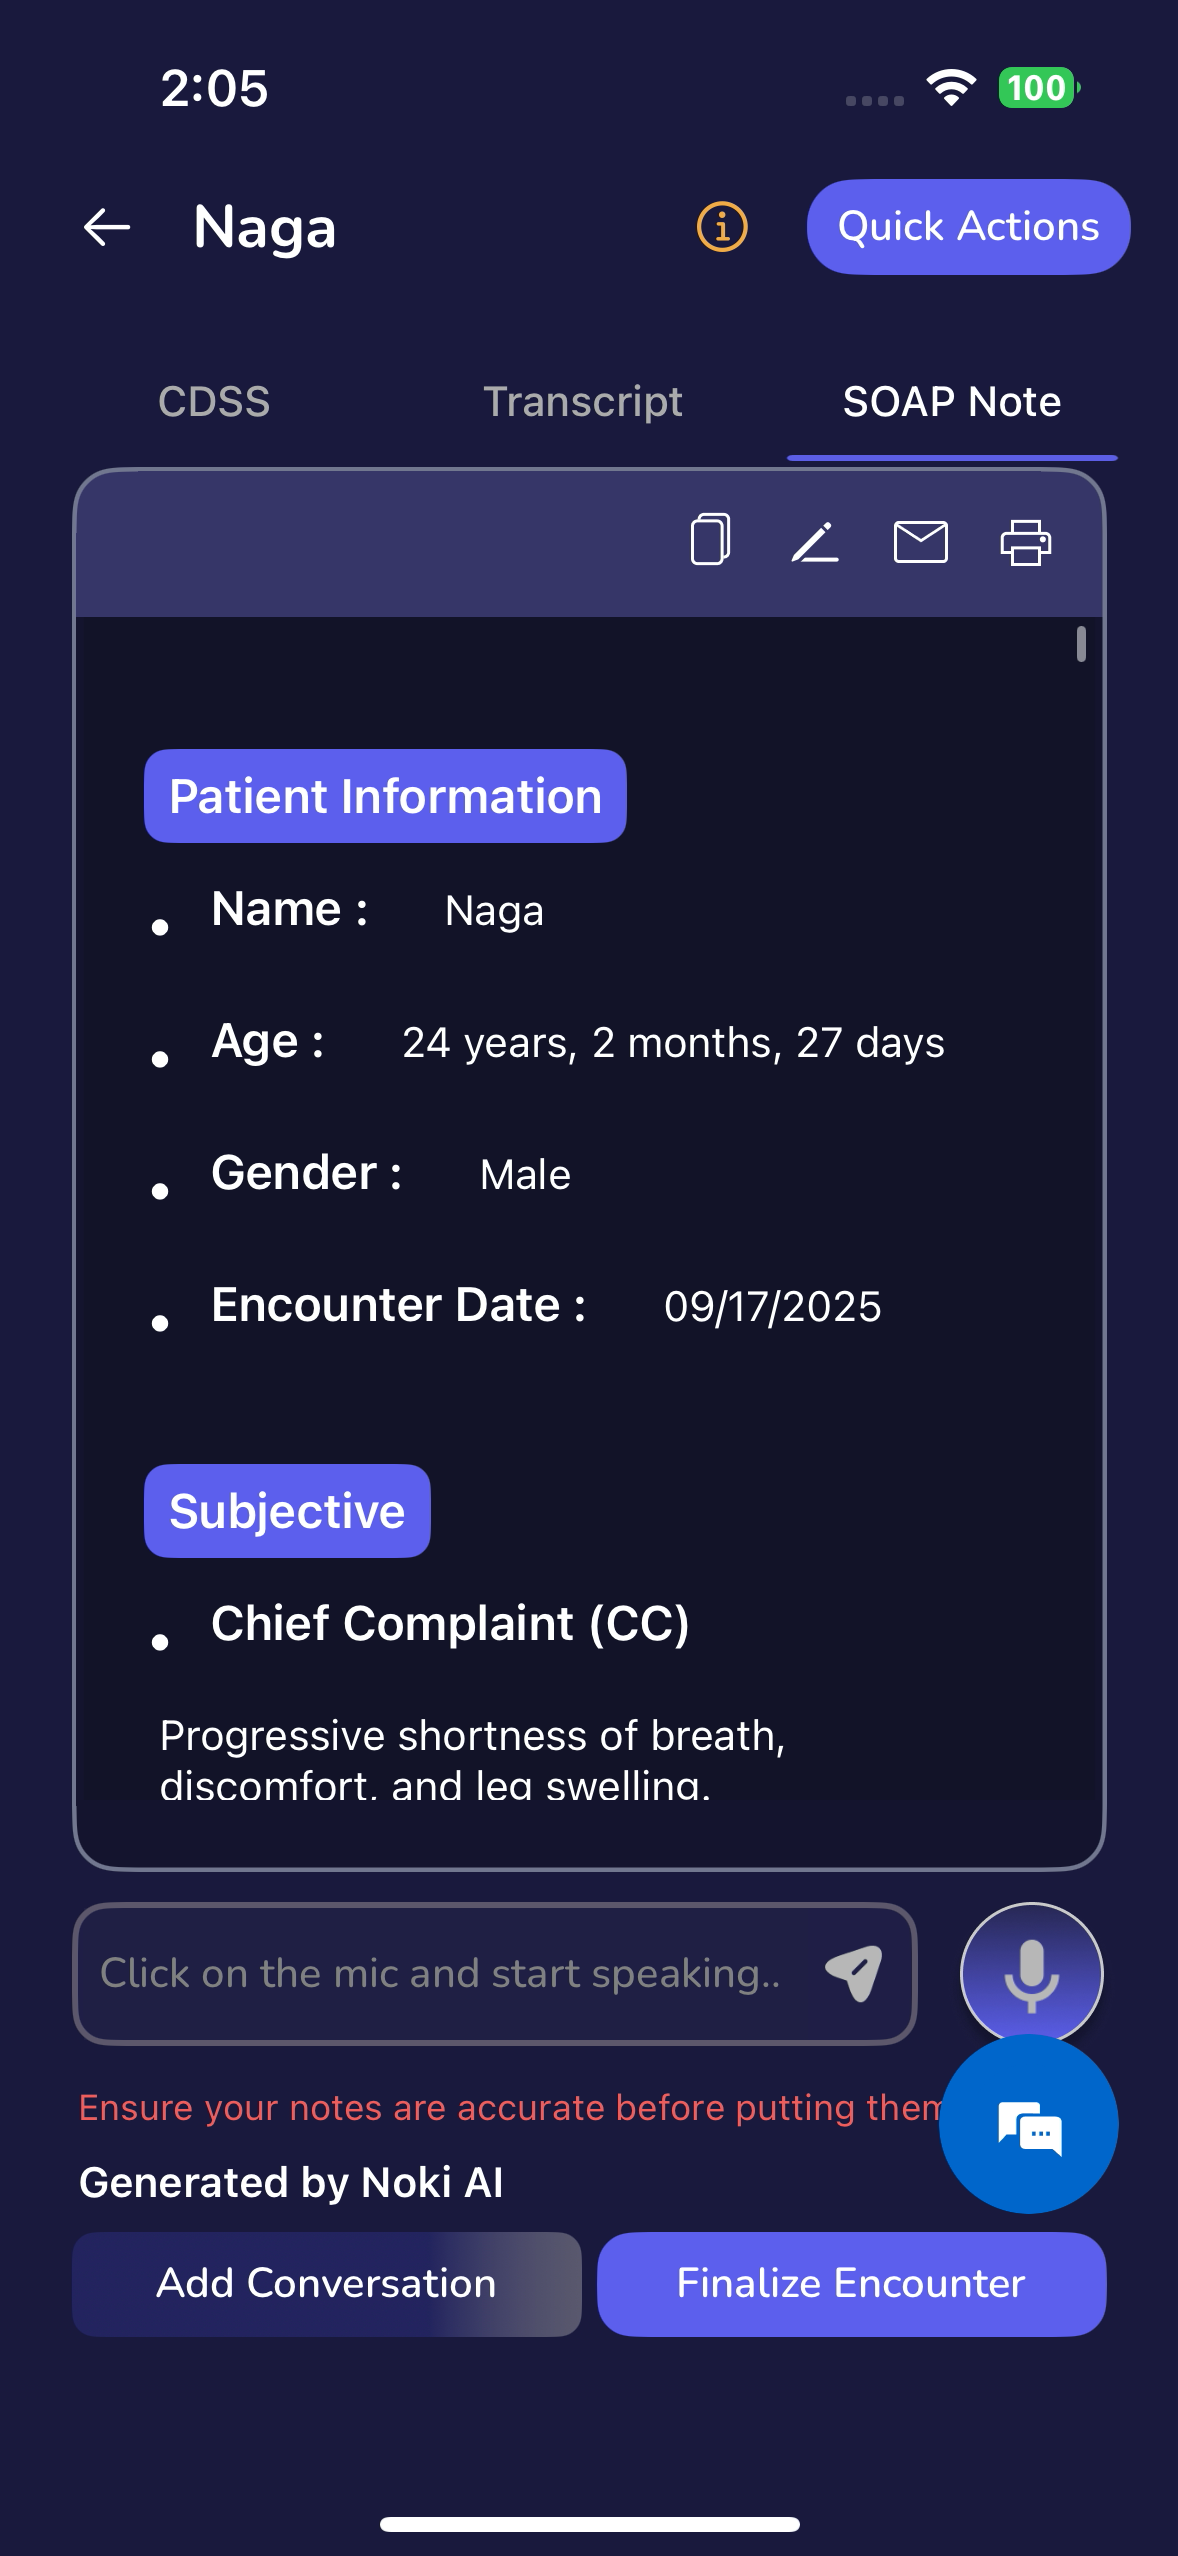 2:05
100
Naga
Quick Actions
CDSS
Transcript
SOAP Note
Patient Information
Name : Naga
Age : 24 years, 2 months, 27 days
Gender : Male
Encounter Date : 09/17/2025
Subjective
Chief Complaint (CC)
Progressive shortness of breath,
discomfort, and leg swelling.
Click on the mic and start speaking..
Ensure your notes are accurate before putting them
Generated by Noki AI
Add Conversation
Finalize Encounter